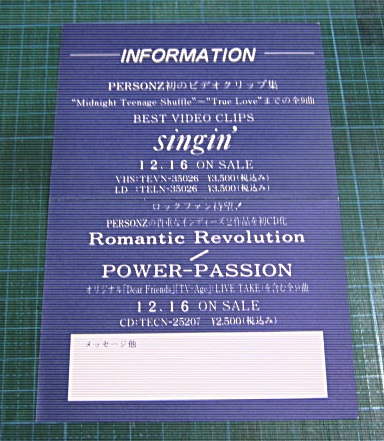 INFORMATION
PERSONZ初のビデオクリップ集
“Midnight Teenage Shuffle”〜“True Love”までの全9曲
BEST VIDEO CLIPS
singin'
12.16 ON SALE
VHS:TEVN-35026 ¥3,500(税込み)
LD :TELN-35026 ¥3,500(税込み)
ロックファン待望!
PERSONZの貴重なインディーズ2作品を初CD化
Romantic Revolution
/
POWER-PASSION
オリジナル「Dear Friends」「TV-Age」(LIVE TAKE)を含む全9曲
12.16 ON SALE
CD:TECN-25207 ¥2,500(税込み)
メッセージ他